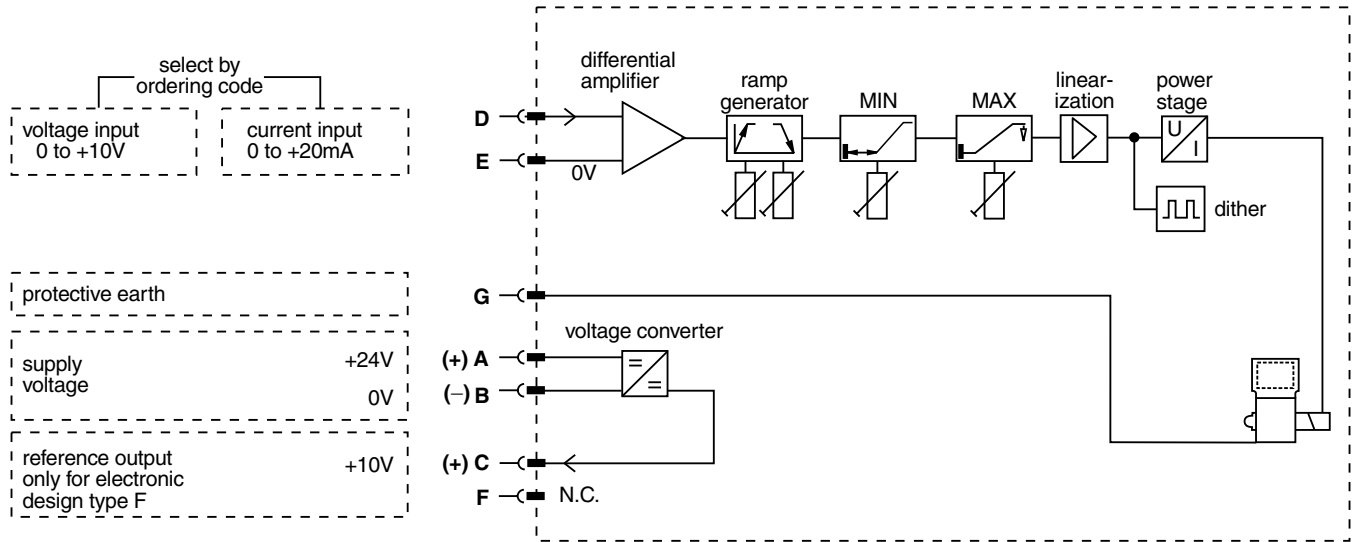 select by
ordering code
voltage input
0 to +10V
current input
0 to +20mA
D
E
0V
differential
amplifier
ramp
generator
MIN
MAX
linear-
ization
power
stage
U
I
dither
protective earth
G
voltage converter
supply
voltage
+24V
0V
(+) A
(–) B
=
=
reference output
only for electronic
design type F
+10V
(+) C
F
N.C.